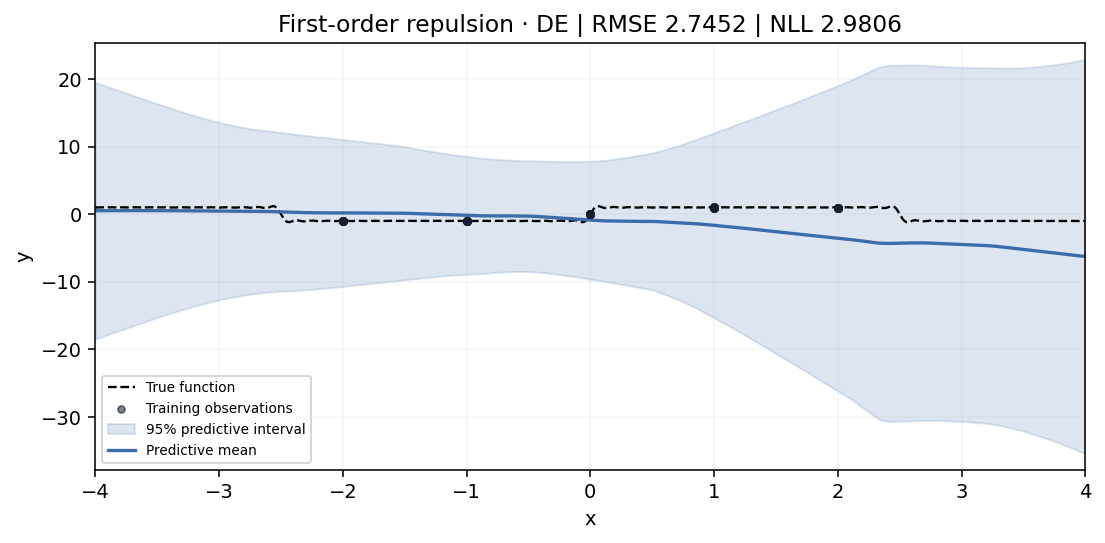 First-order repulsion · DE | RMSE 2.7452 | NLL 2.9806
20
10
0
−10
−20
−30
y
−4
−3
−2
−1
0
1
2
3
4
x
True function
Training observations
95% predictive interval
Predictive mean